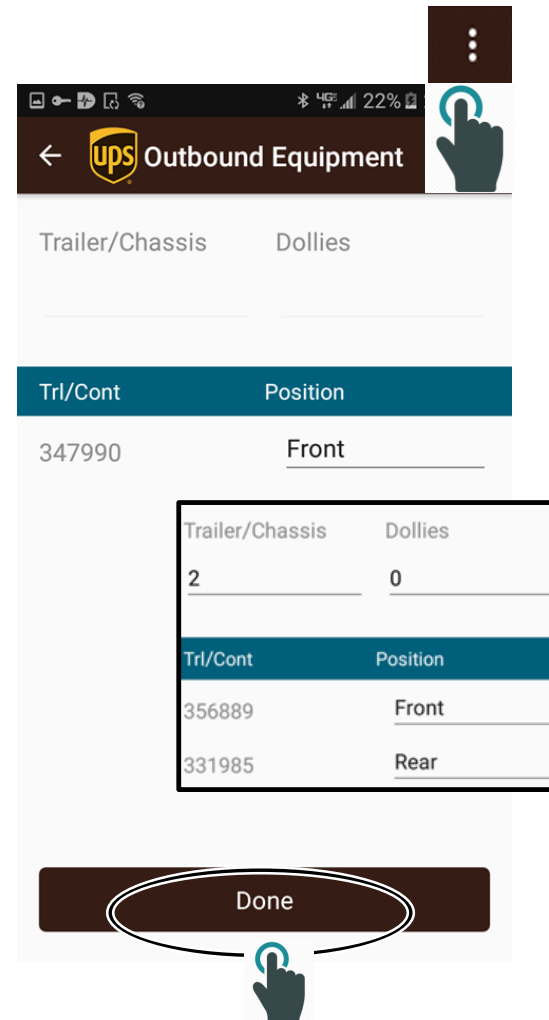 4GE 22%
ups Outbound Equipment
Trailer/Chassis Dollies
Trl/Cont Position
347990 Front
Trailer/Chassis Dollies
2 0
Trl/Cont Position
356889 Front
331985 Rear
Done